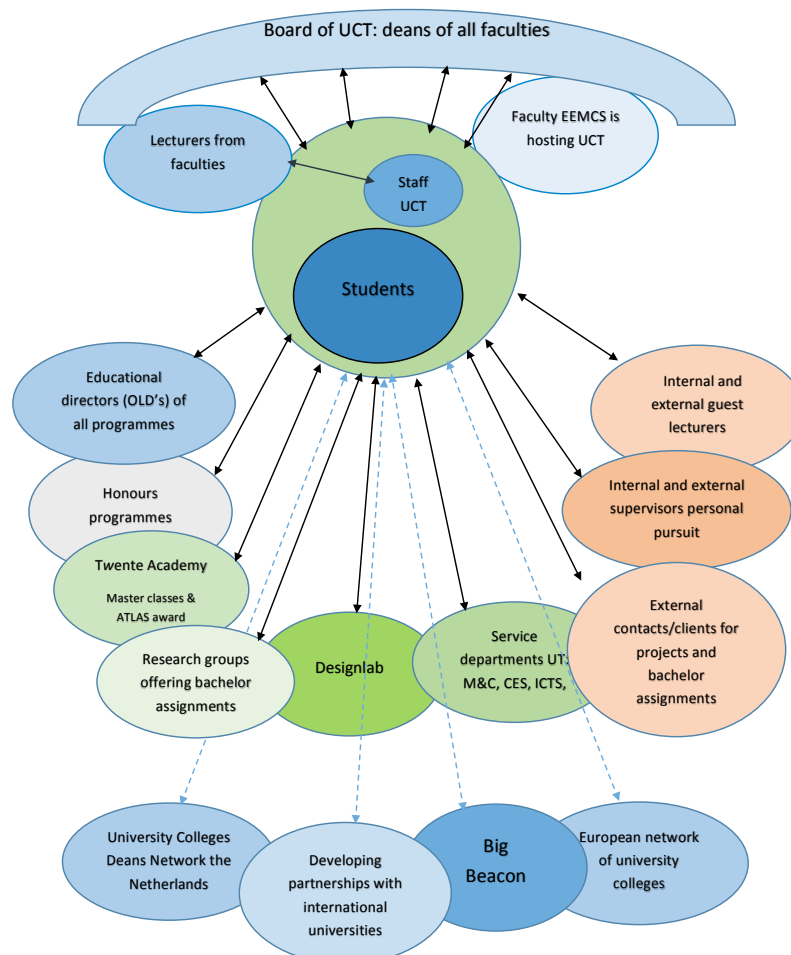 Board of UCT: deans of all faculties
Lecturers from
faculties
Faculty EEMCS is
hosting UCT
Staff
UCT
Students
Educational
directors (OLD’s) of
all programmes
Internal and
external guest
lecturers
Honours
programmes
Internal and external
supervisors personal
pursuit
Twente Academy
Master classes &
ATLAS award
External
contacts/clients for
projects and
bachelor
assignments
Research groups
offering bachelor
assignments
Designlab
Service
departments UT:
M&C, CES, ICTS,
University Colleges
Deans Network the
Netherlands
Developing
partnerships with
international
universities
Big
Beacon
European network
of university
colleges